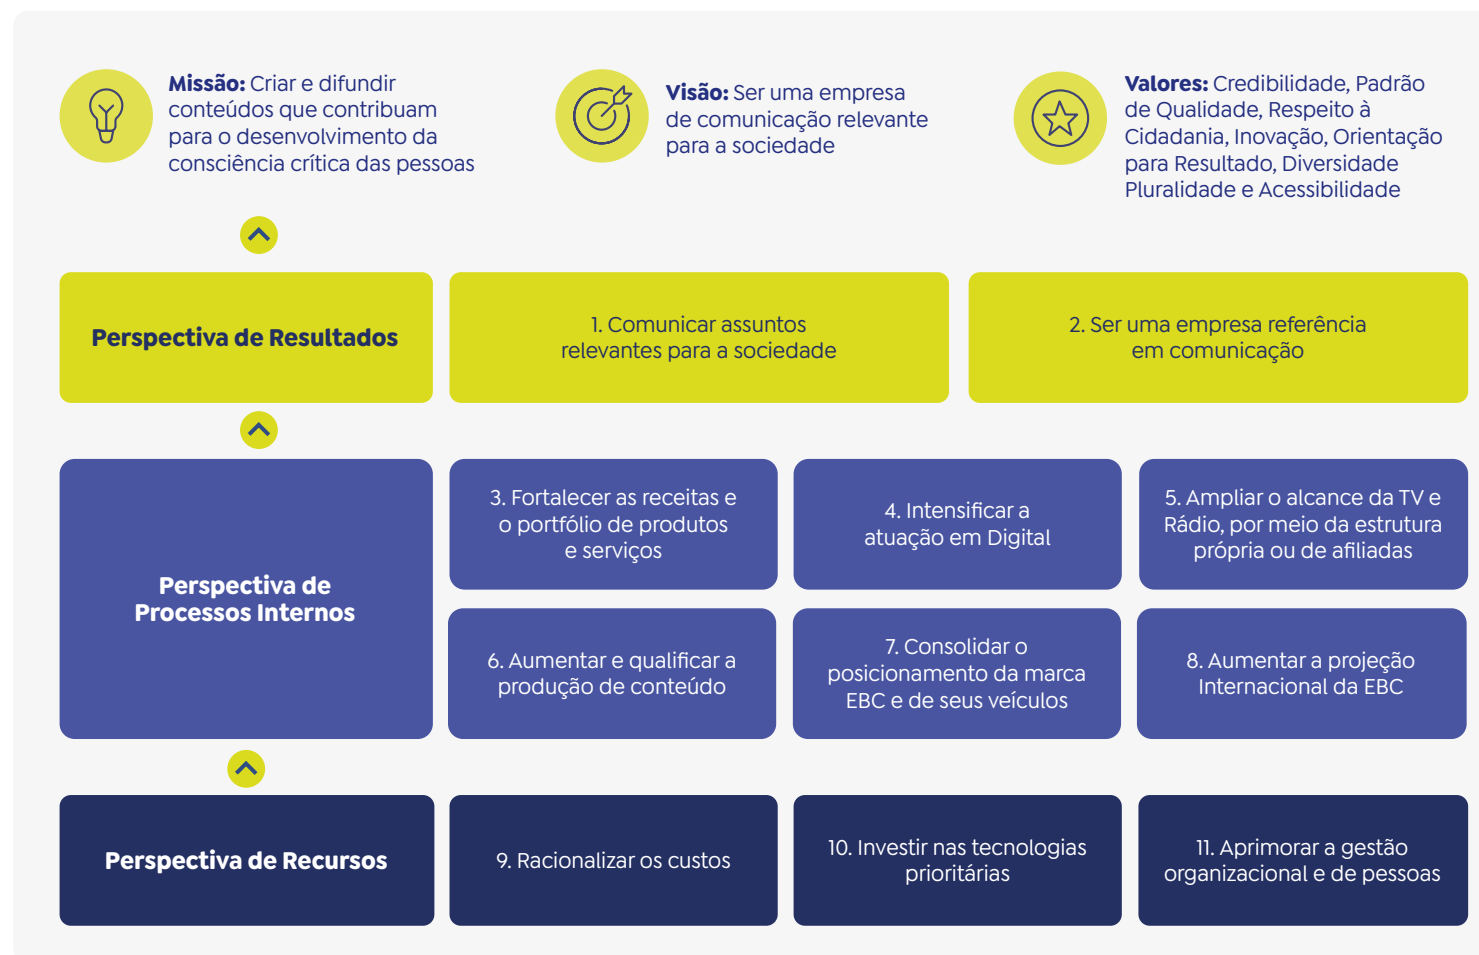 Missão: Criar e difundir
conteúdos que contribuam
para o desenvolvimento da
consciência crítica das pessoas
Visão: Ser uma empresa
de comunicação relevante
para a sociedade
Valores: Credibilidade, Padrão
de Qualidade, Respeito à
Cidadania, Inovação, Orientação
para Resultado, Diversidade
Pluralidade e Acessibilidade
Perspectiva de Resultados
1. Comunicar assuntos
relevantes para a sociedade
2. Ser uma empresa referência
em comunicação
Perspectiva de
Processos Internos
3. Fortalecer as receitas e
o portfólio de produtos
e serviços
4. Intensificar a
atuação em Digital
5. Ampliar o alcance da TV e
Rádio, por meio da estrutura
própria ou de afiliadas
6. Aumentar e qualificar a
produção de conteúdo
7. Consolidar o
posicionamento da marca
EBC e de seus veículos
8. Aumentar a projeção
Internacional da EBC
Perspectiva de Recursos
9. Racionalizar os custos
10. Investir nas tecnologias
prioritárias
11. Aprimorar a gestão
organizacional e de pessoas